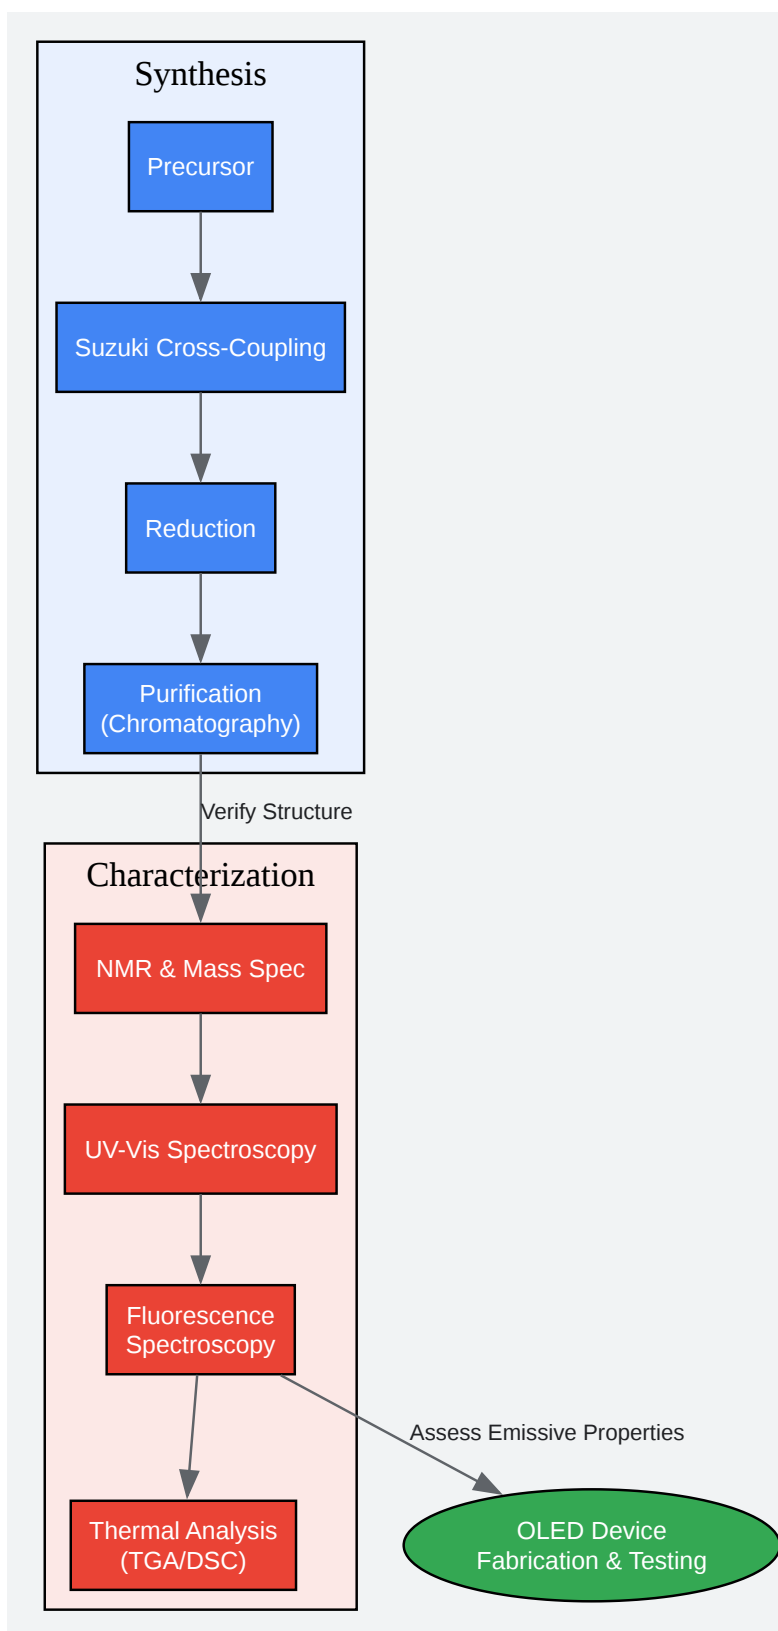 Synthesis
Precursor
Suzuki Cross-Coupling
Reduction
Purification
(Chromatography)
Verify Structure
Characterization
NMR & Mass Spec
UV-Vis Spectroscopy
Fluorescence
Spectroscopy
Assess Emissive Properties
Thermal Analysis
(TGA/DSC)
OLED Device
Fabrication & Testing